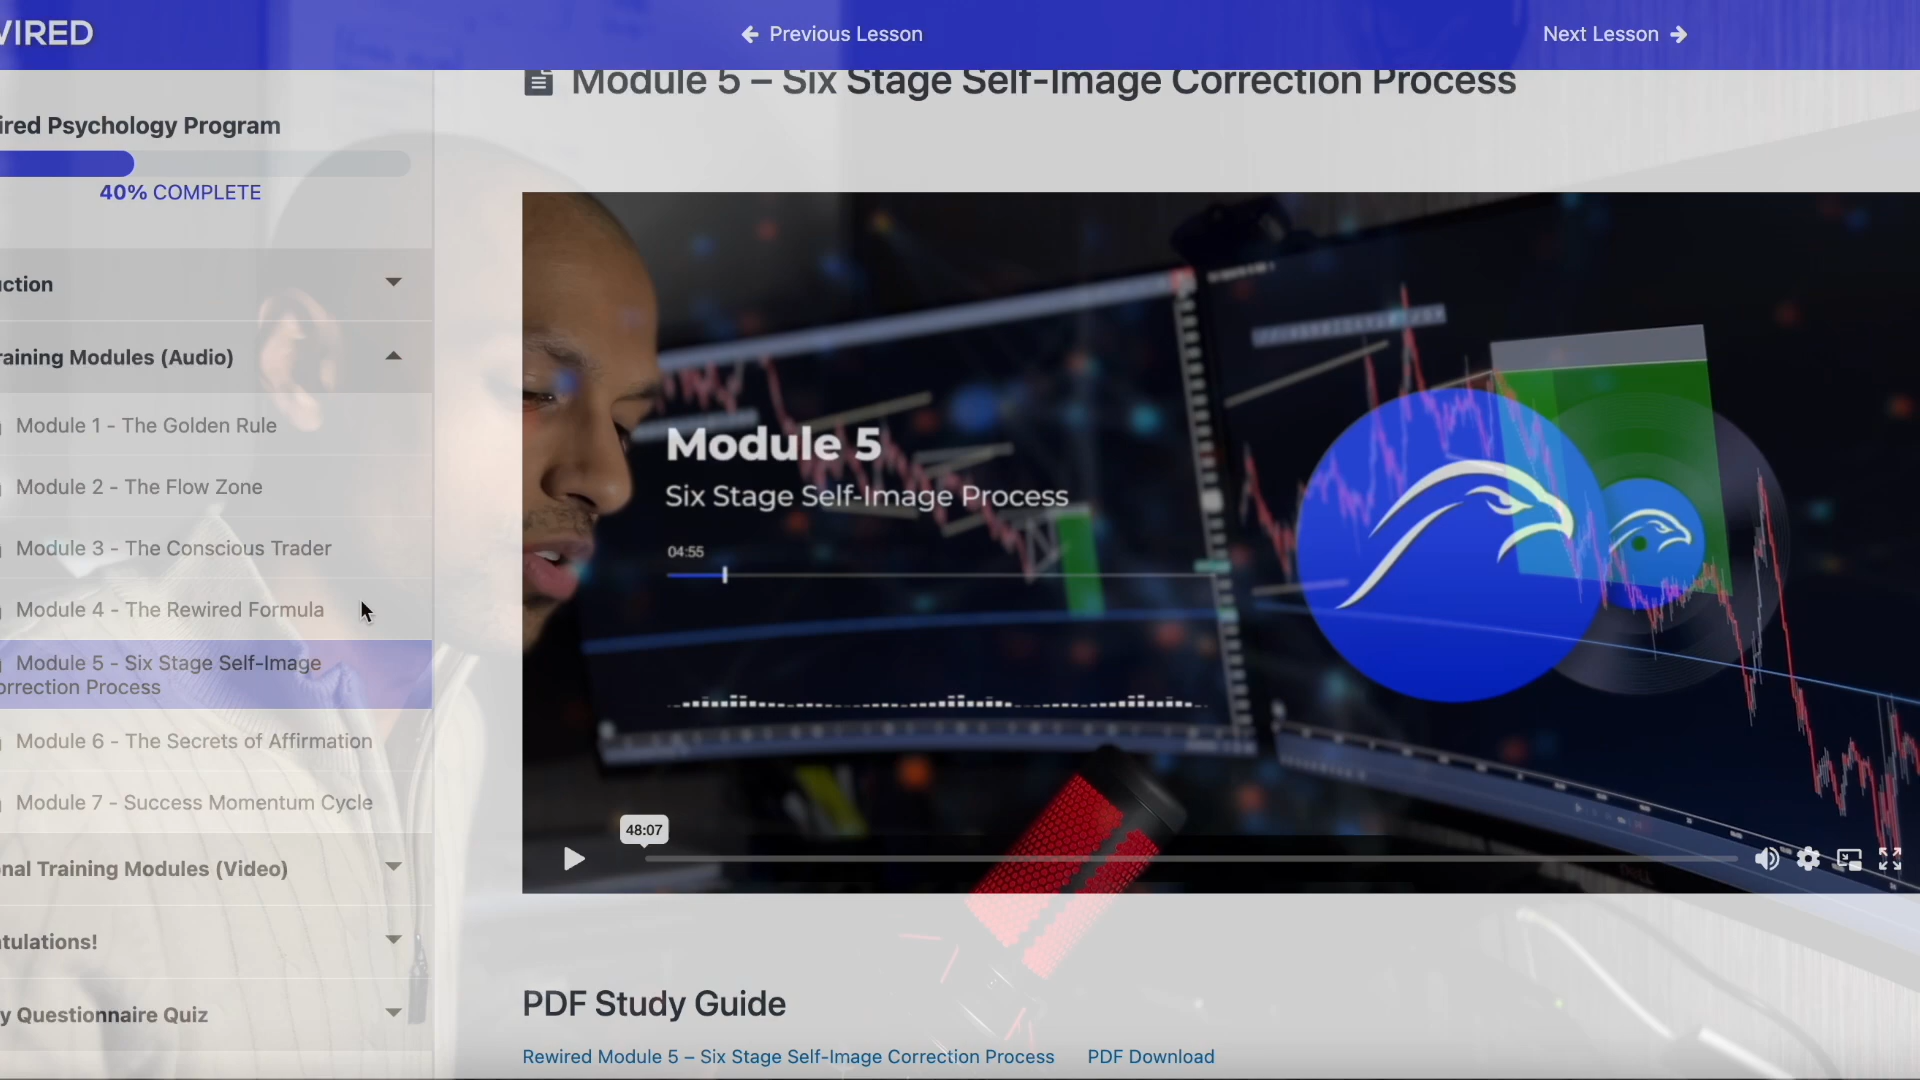 WIRED
Previous Lesson
Next Lesson
Module 5 – Six Stage Self-Image Correction Process
ired Psychology Program
40% COMPLETE
uction
raining Modules (Audio)
Module 1 - The Golden Rule
Module 2 - The Flow Zone
Module 3 - The Conscious Trader
Module 4 - The Rewired Formula
Module 5 - Six Stage Self-Image
orrection Process
Module 6 - The Secrets of Affirmation
Module 7 - Success Momentum Cycle
nal Training Modules (Video)
tulations!
y Questionnaire Quiz
Module 5
Six Stage Self-Image Process
04:55
48:07
PDF Study Guide
Rewired Module 5 – Six Stage Self-Image Correction Process
PDF Download